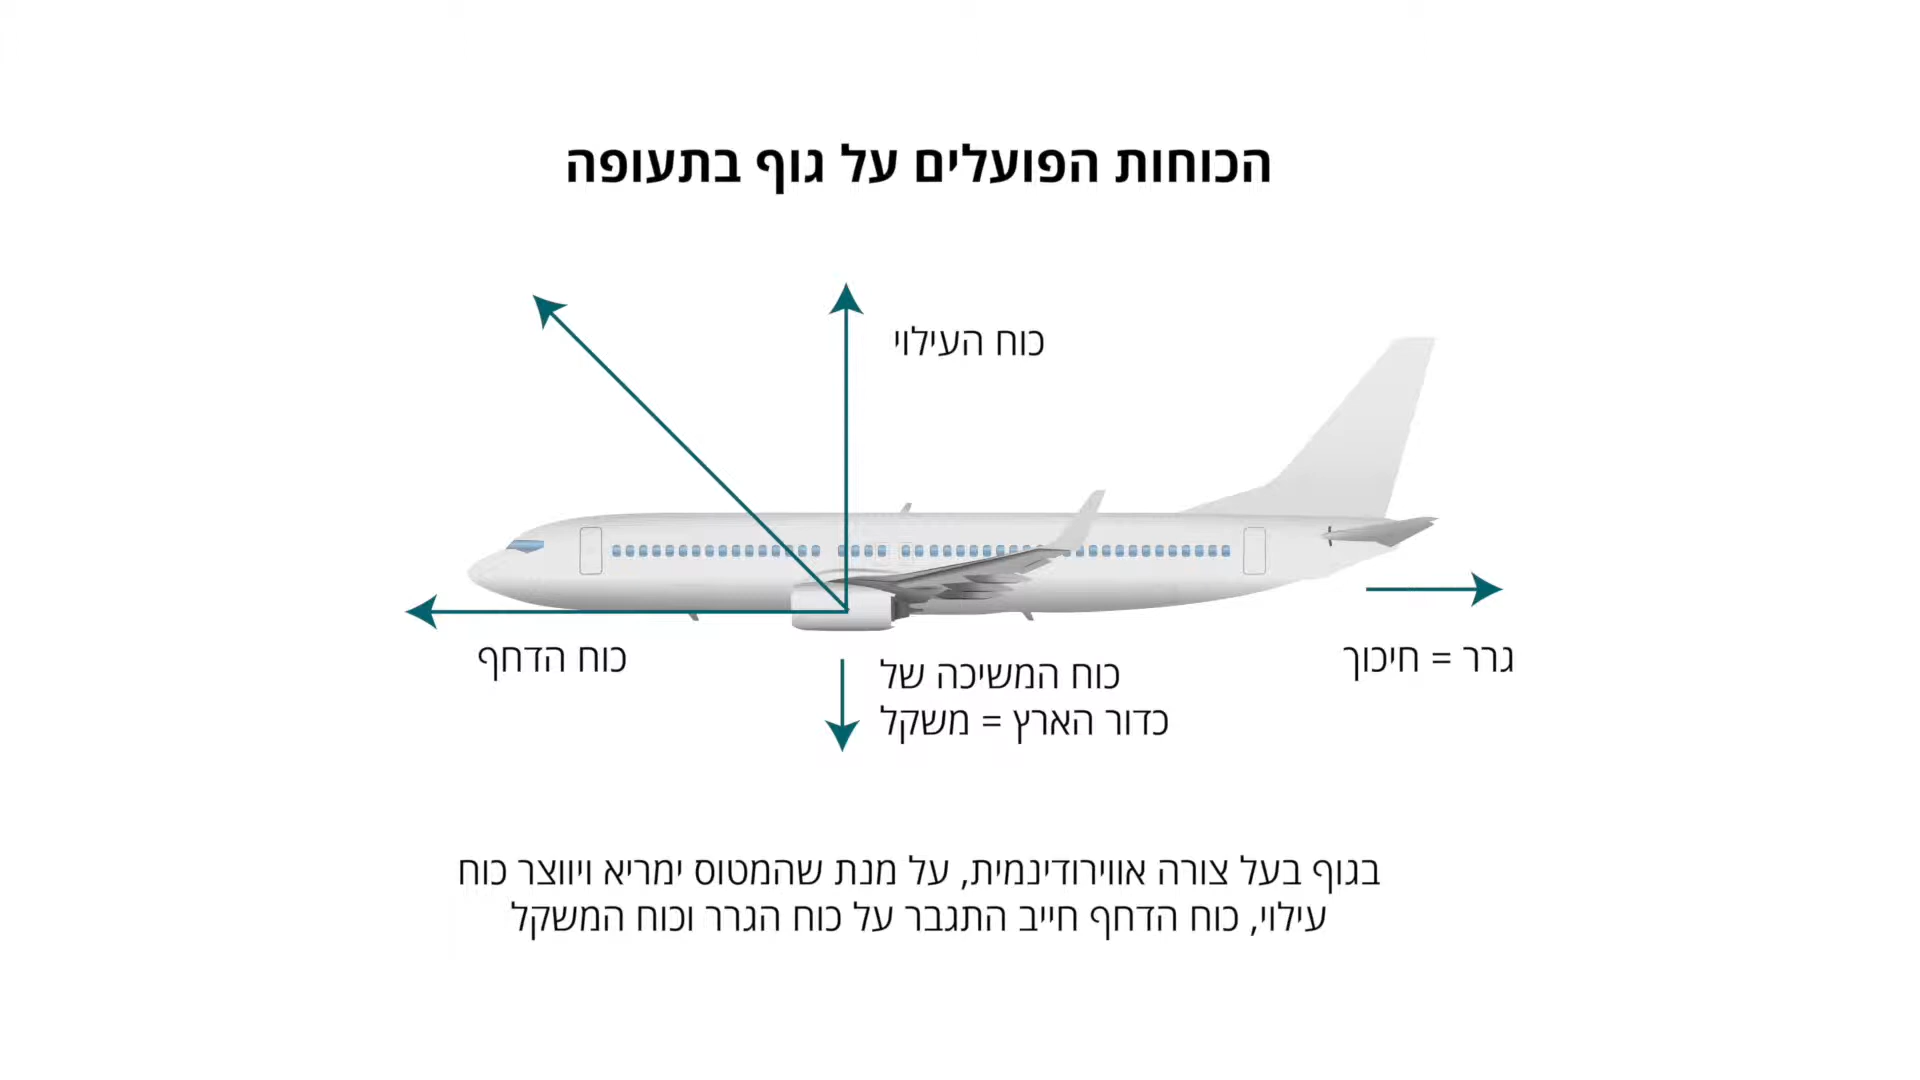 הכוחות הפועלים על גוף בתעופה
כוח העילוי
כוח הדחף
גרר = חיכוך
כוח המשיכה של
כדור הארץ = משקל
בגוף בעל צורה אווירודינמית, על מנת שהמטוס ימריא ויווצר כוח
עילוי, כוח הדחף חייב התגבר על כוח הגרר וכוח המשקל